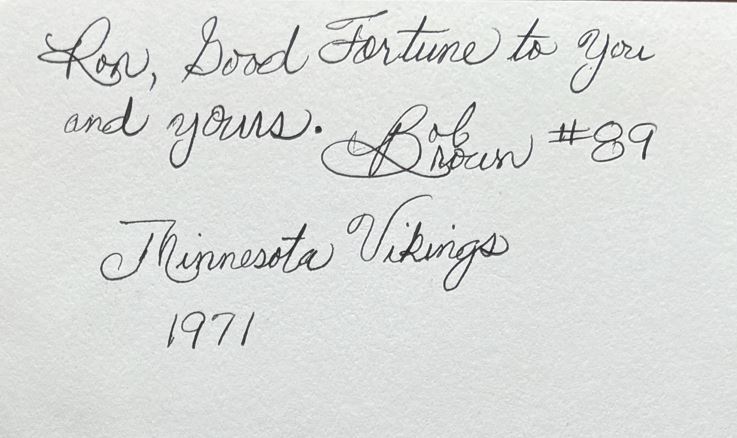 Ron, Good Fortune to you
and yours. Bob Brown #89
Minnesota Vikings
1971